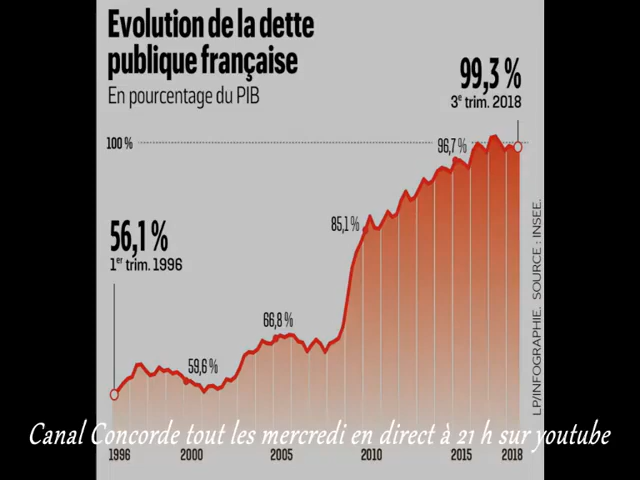 Evolution de la dette
publique française
En pourcentage du PIB
99,3 %
3e trim. 2018
100 %
96,7 %
85,1 %
56,1 %
1er trim. 1996
66,8 %
59,6 %
LP/INFOGRAPHIE. SOURCE : INSEE.
Canal Concorde tout les mercredi en direct à 21 h sur youtube
1996 2000 2005 2010 2015 2018